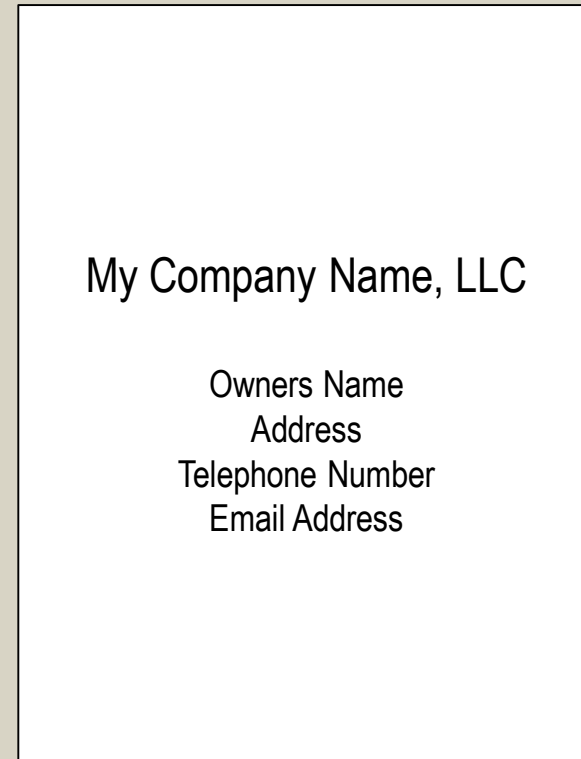 My Company Name, LLC
Owners Name
Address
Telephone Number
Email Address